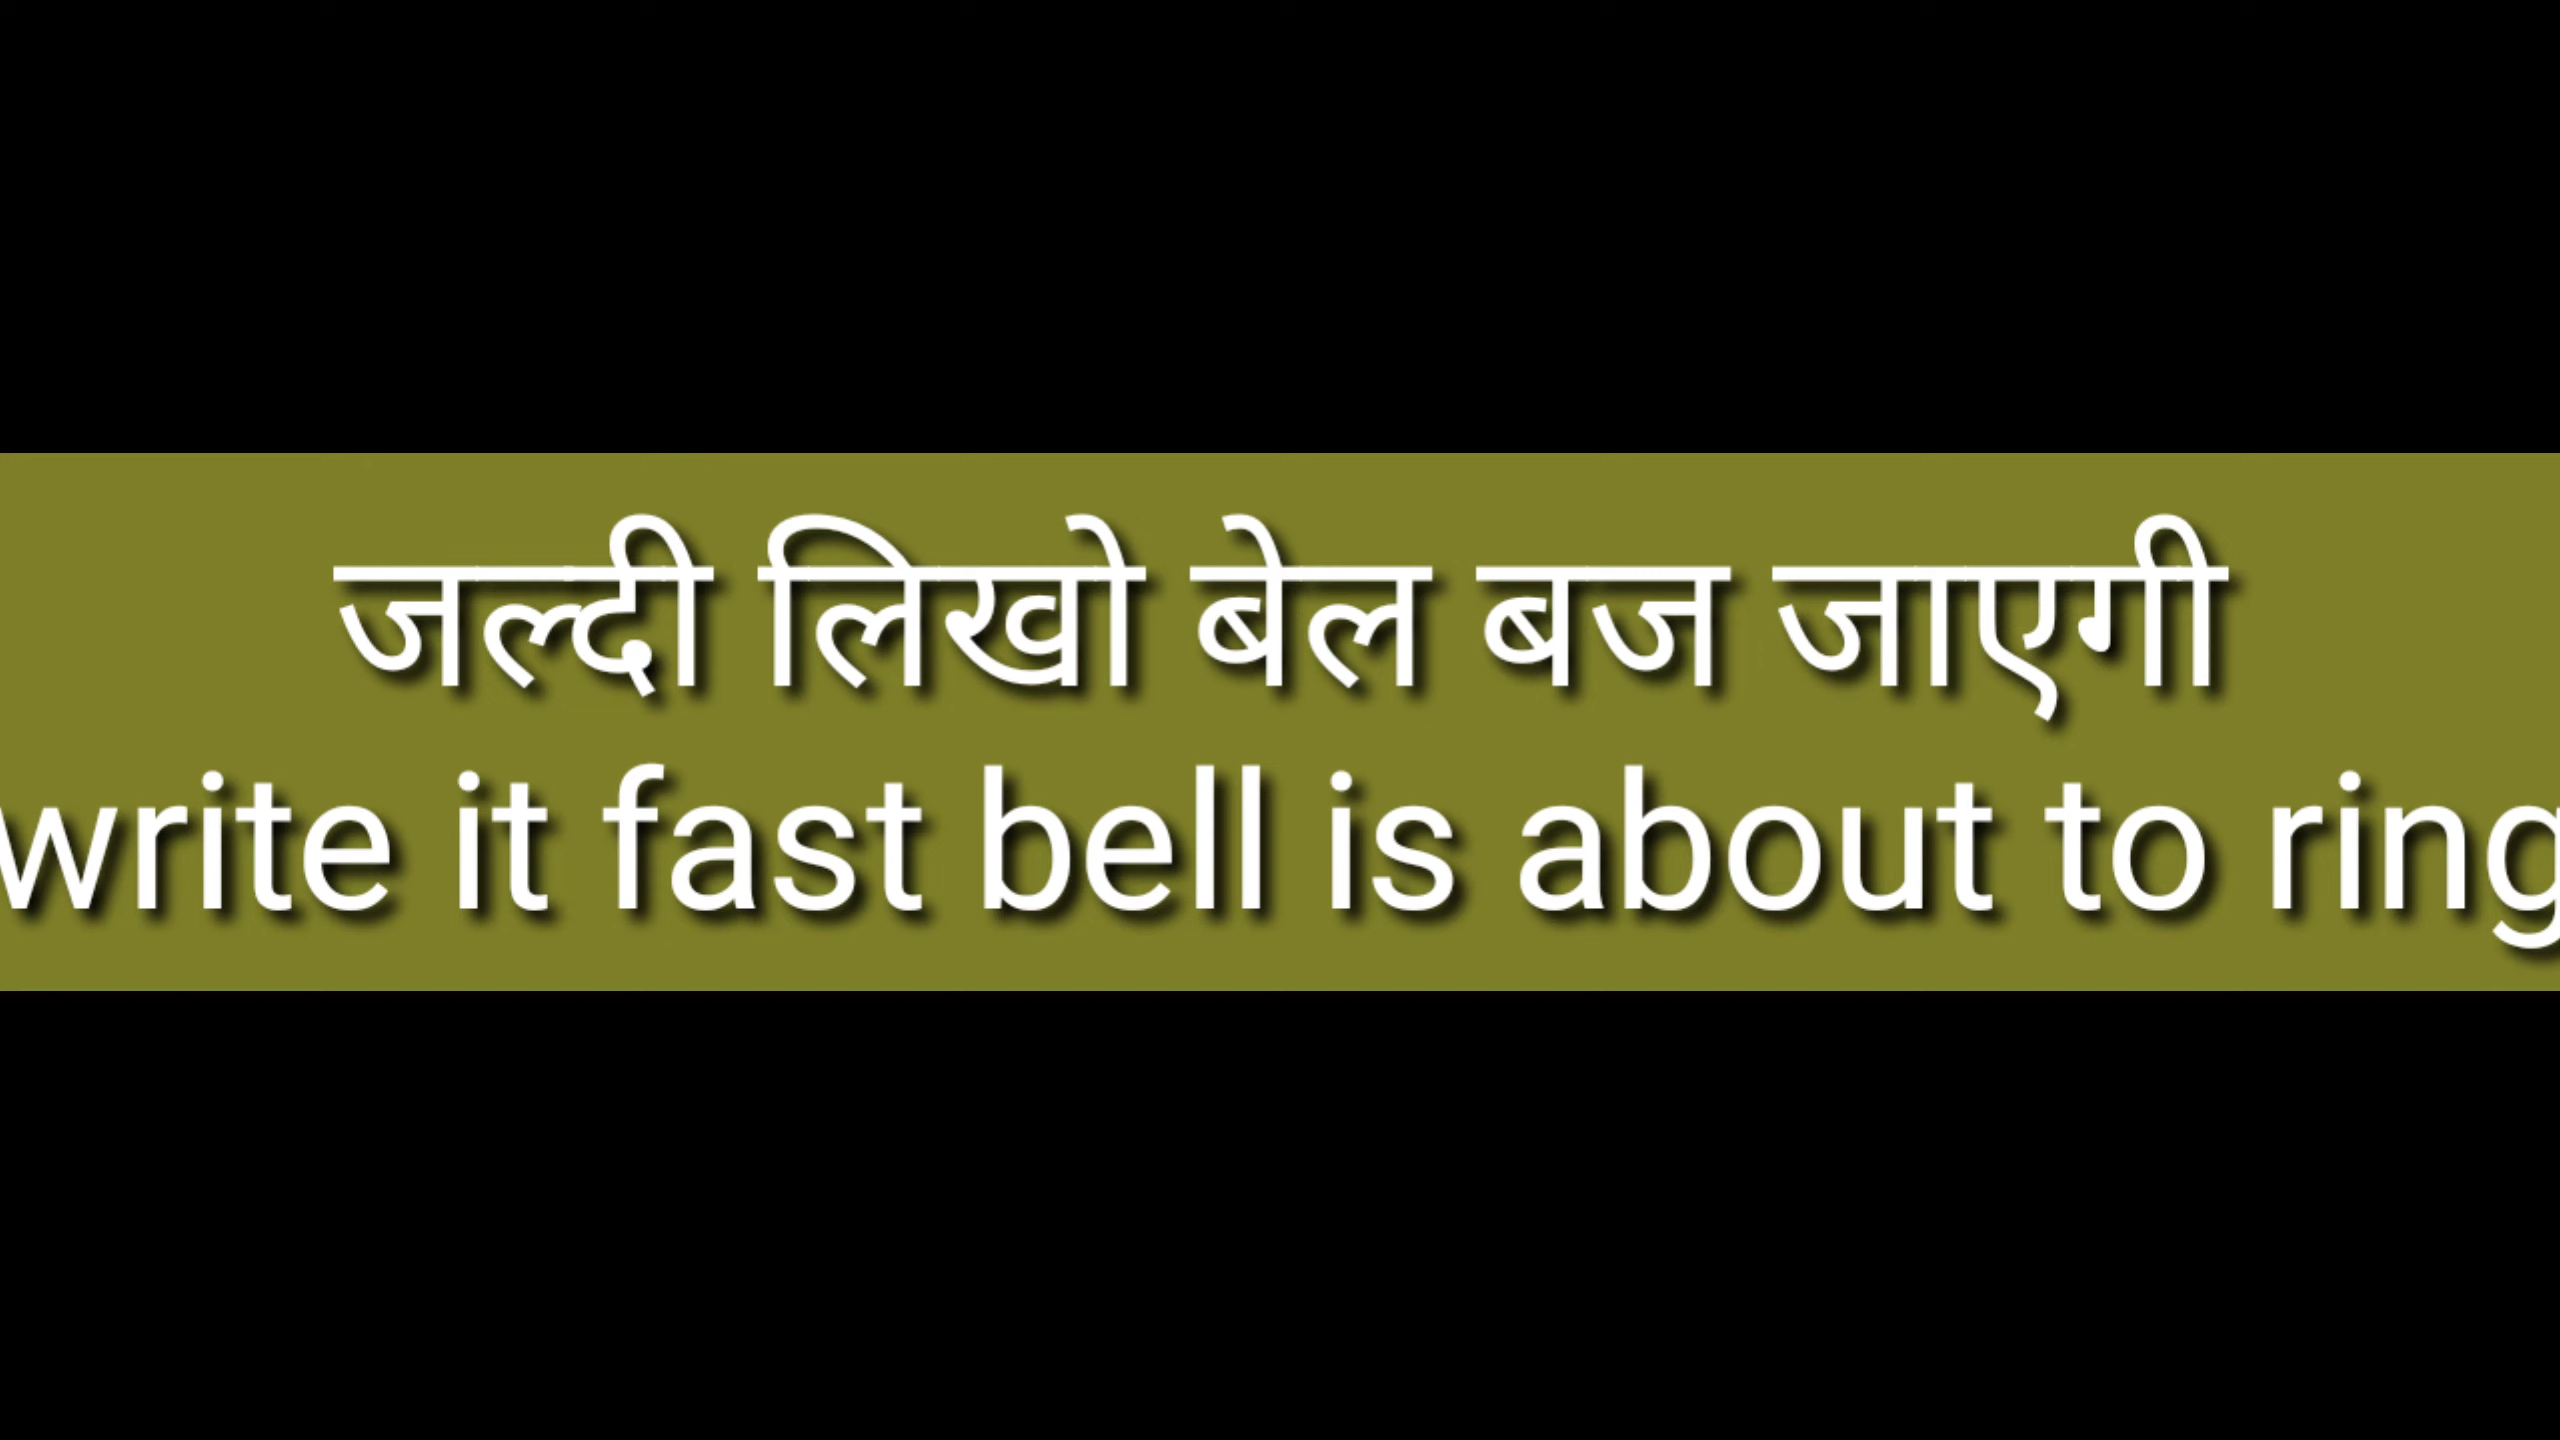 जल्दी लिखो बेल बज जाएगी
write it fast bell is about to ring